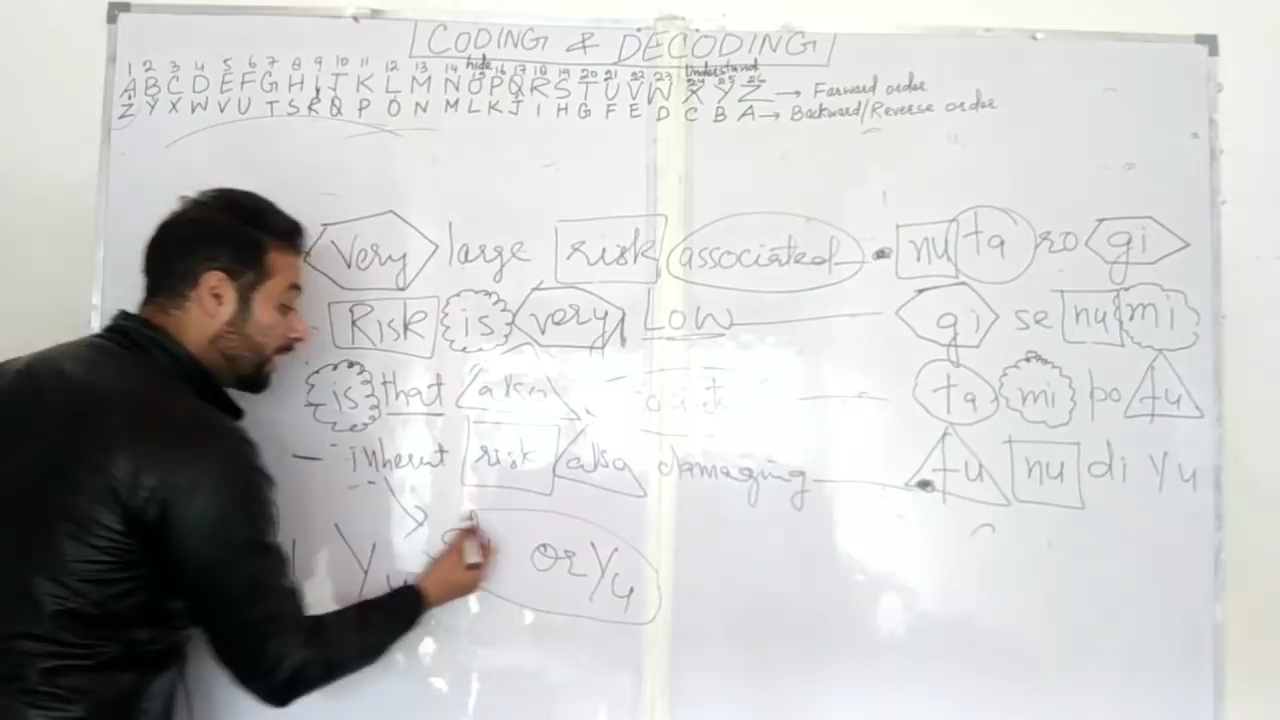 CODING & DECODING
1 2 3 4 5 6 7 8 9 10 11 12 13 14 15 16 17 18 19 20 21 22 23 24 25 26
hide Understand
A B C D E F G H I J K L M N O P Q R S T U V W X Y Z → Forward order
Z Y X W V U T S R Q P O N M L K J I H G F E D C B A → Backward/Reverse order
Very large risk associated - nu ta ro gi
Risk is very Low gi se nu mi
is that ta mi po fu
inherent risk also damaging fu nu di yu
or Yu